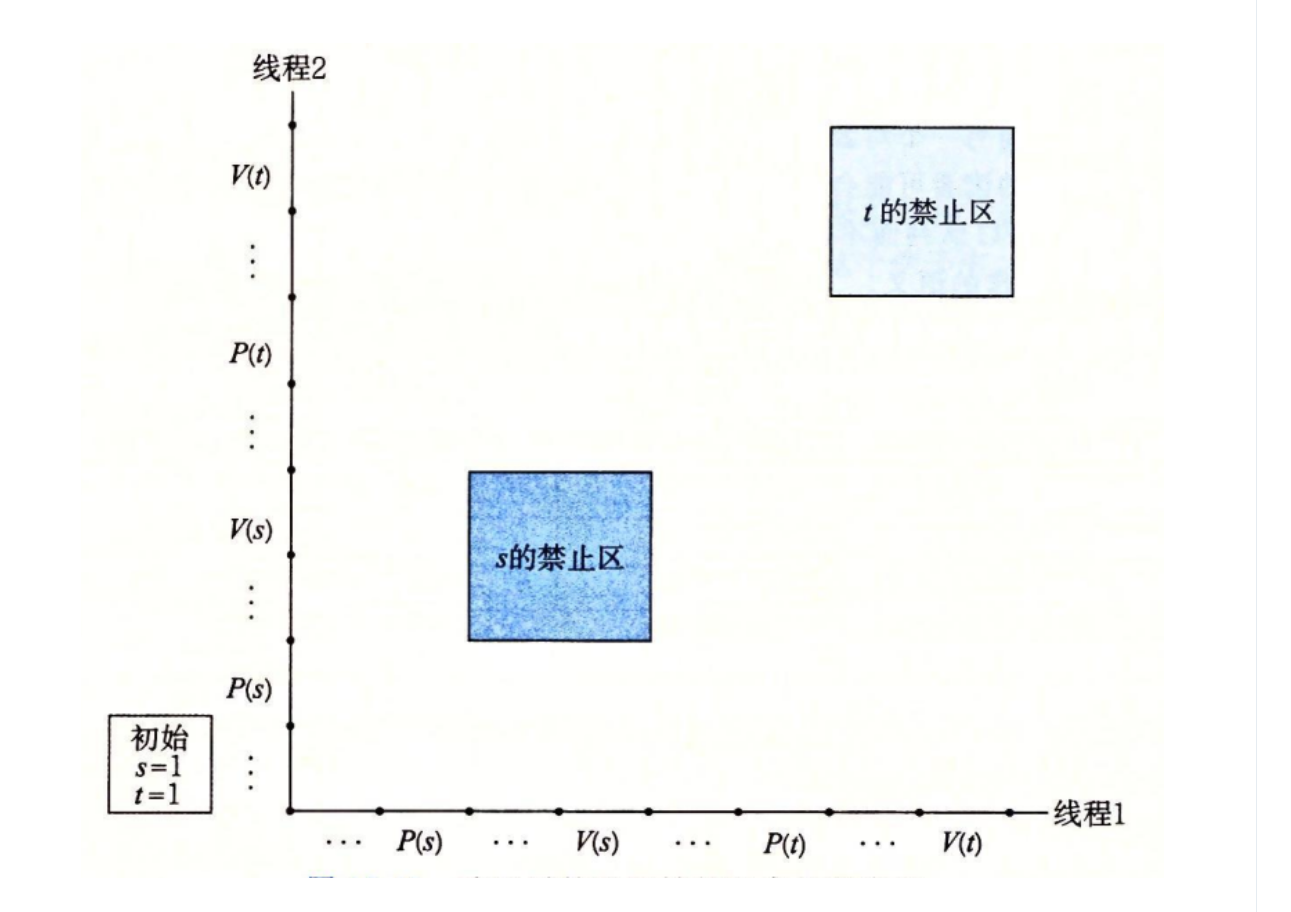 线程2
V(t)
⋮
P(t)
⋮
V(s)
⋮
P(s)
⋮
t 的禁止区
s的禁止区
初始
s=1
t=1
… P(s) … V(s) … P(t) … V(t)
线程1